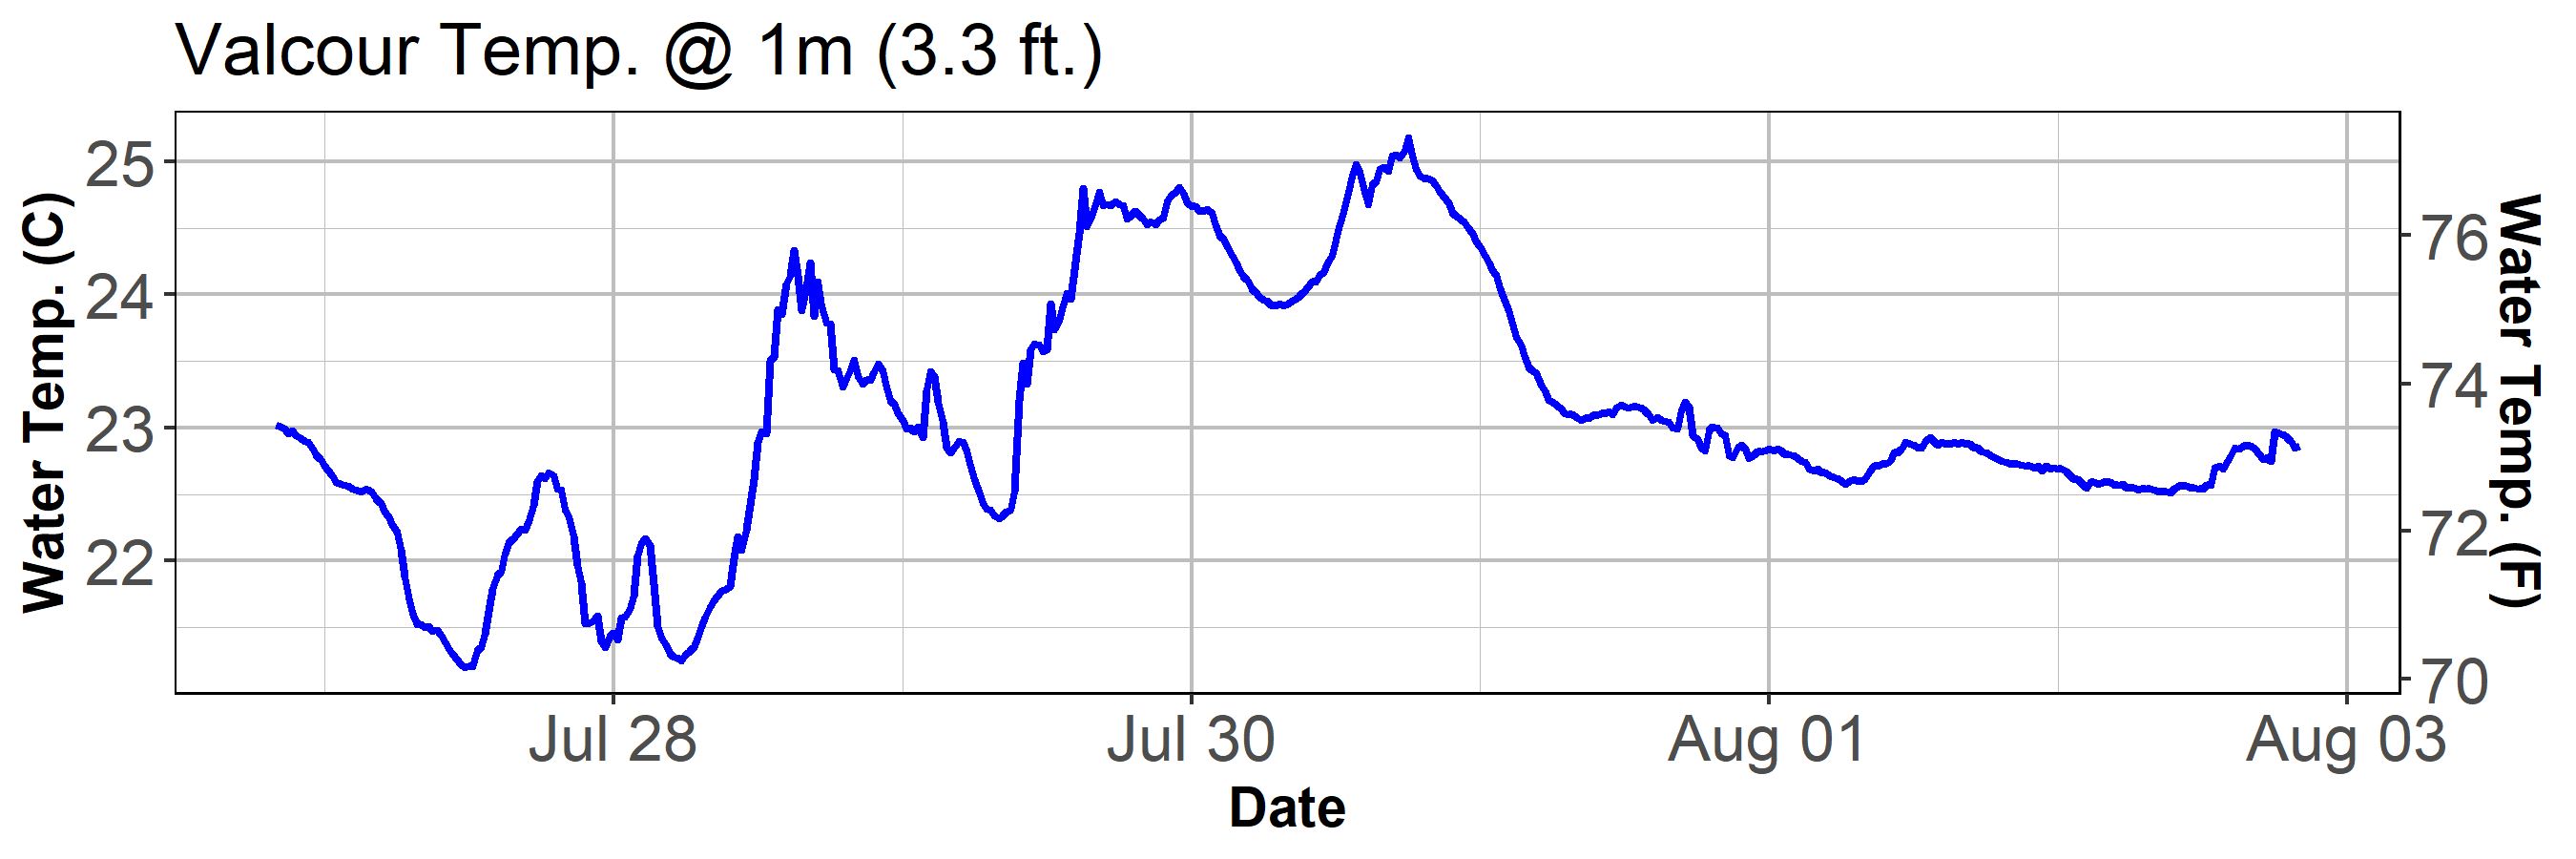 Valcour Temp. @ 1m (3.3 ft.)
Water Temp. (C)
25
24
23
22
76
74
72
70
Water Temp. (F)
Jul 28
Jul 30
Aug 01
Aug 03
Date